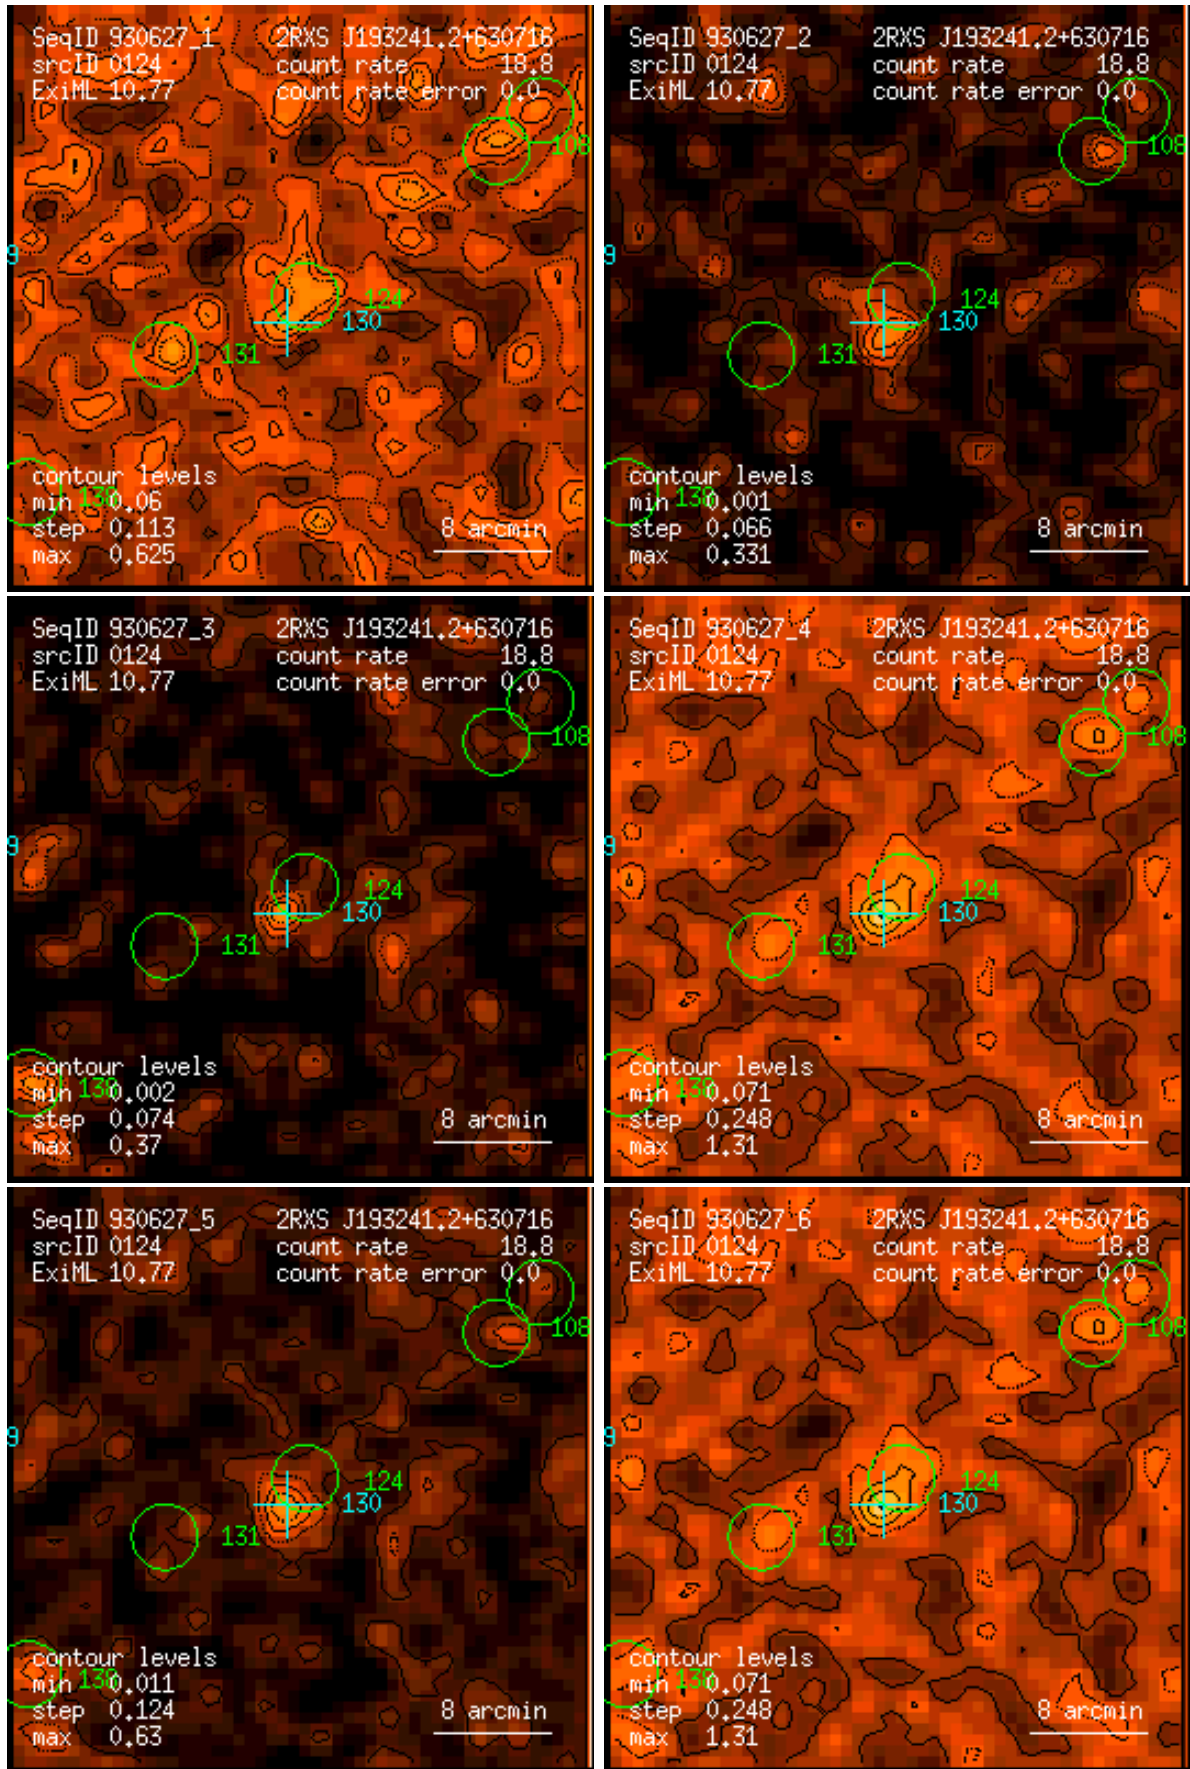 SeqID 930627_1 2RXS J193241.2+630716
srcID 0124 count rate 18.8
ExiML 10.77 count rate error 0.0
108
9
124
130
131
contour levels
138
min 0.06
step 0.113 8 arcmin
max 0.625
SeqID 930627_2 2RXS J193241.2+630716
srcID 0124 count rate 18.8
ExiML 10.77 count rate error 0.0
108
9
124
130
131
contour levels
138
min 0.001
step 0.066 8 arcmin
max 0.331
SeqID 930627_3 2RXS J193241.2+630716
srcID 0124 count rate 18.8
ExiML 10.77 count rate error 0.0
108
9
124
130
131
contour levels
138
min 0.002
step 0.074 8 arcmin
max 0.37
SeqID 930627_4 2RXS J193241.2+630716
srcID 0124 count rate 18.8
ExiML 10.77 count rate error 0.0
108
9
124
130
131
contour levels
138
min 0.071
step 0.248 8 arcmin
max 1.31
SeqID 930627_5 2RXS J193241.2+630716
srcID 0124 count rate 18.8
ExiML 10.77 count rate error 0.0
108
9
124
130
131
contour levels
138
min 0.011
step 0.124 8 arcmin
max 0.63
SeqID 930627_6 2RXS J193241.2+630716
srcID 0124 count rate 18.8
ExiML 10.77 count rate error 0.0
108
9
124
130
131
contour levels
138
min 0.071
step 0.248 8 arcmin
max 1.31